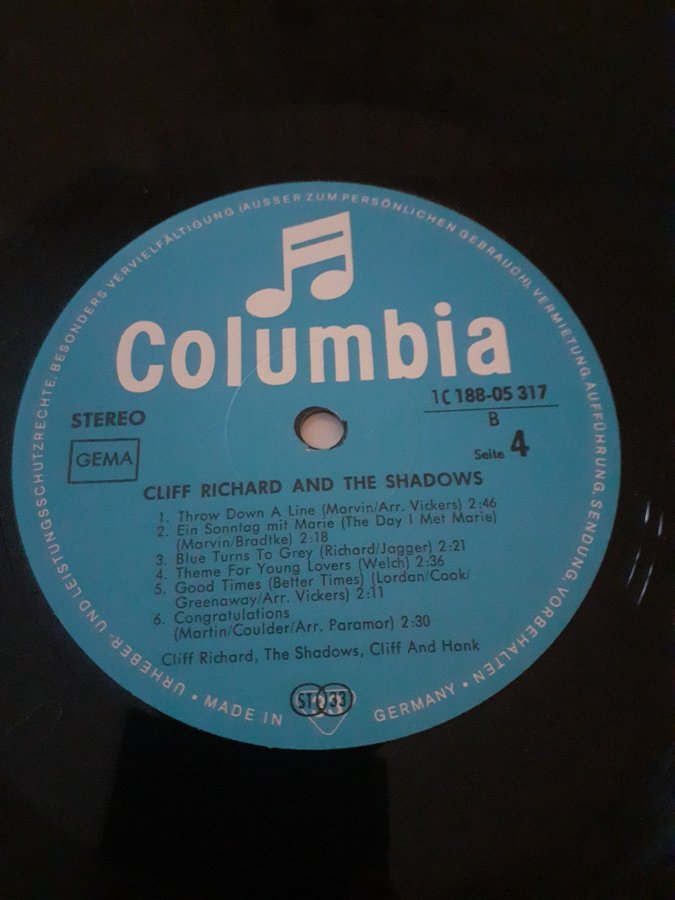 URHEBER- UND LEISTUNGSSCHUTZRECHTE, BESONDERS VERVIELFÄLTIGUNG (AUSSER ZUM PERSÖNLICHEN GEBRAUCH), VERMIETUNG, AUFFÜHRUNG, SENDUNG, VORBEHALTEN
Columbia
STEREO
GEMA
1C 188-05 317
B
Seite 4
CLIFF RICHARD AND THE SHADOWS
1. Throw Down A Line (Marvin/Arr. Vickers) 2:46
2. Ein Sonntag mit Marie (The Day I Met Marie)
(Marvin/Bradtke) 2:18
3. Blue Turns To Grey (Richard/Jagger) 2:21
4. Theme For Young Lovers (Welch) 2:36
5. Good Times (Better Times) (Lordan/Cook/
Greenaway/Arr. Vickers) 2:11
6. Congratulations
(Martin/Coulder/Arr. Paramor) 2:30
Cliff Richard, The Shadows, Cliff And Hank
• MADE IN GERMANY •
ST 33